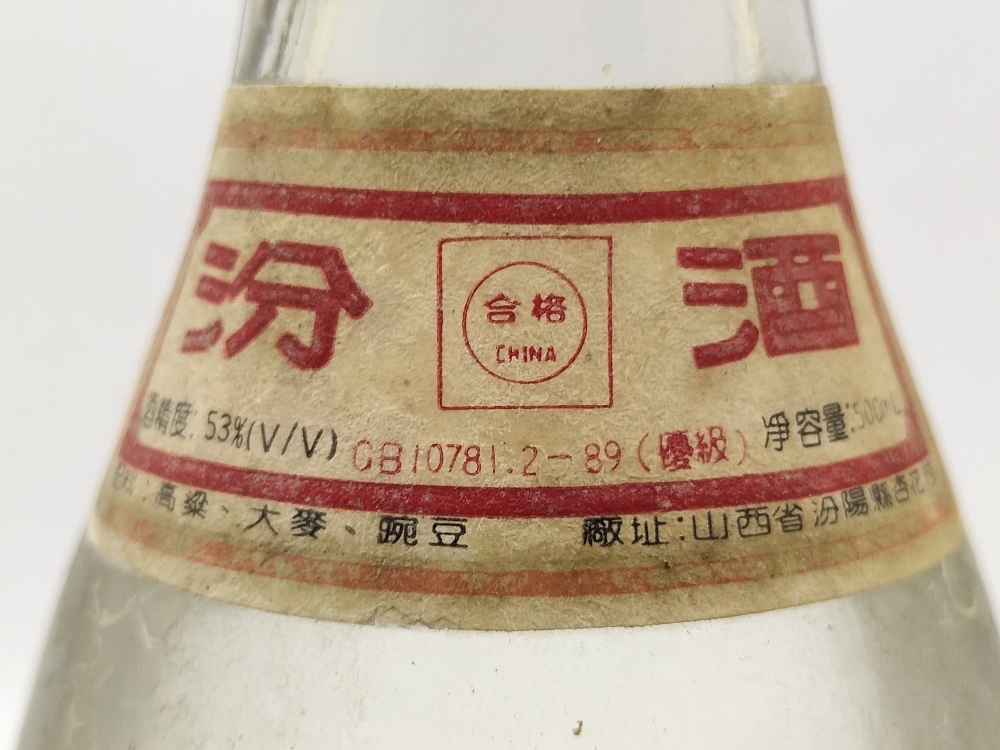 汾 酒
合格
CHINA
酒精度: 53%(V/V) GB10781.2-89(優級) 净容量:500mL
高粱、大麥、豌豆 廠址:山西省汾陽縣杏花